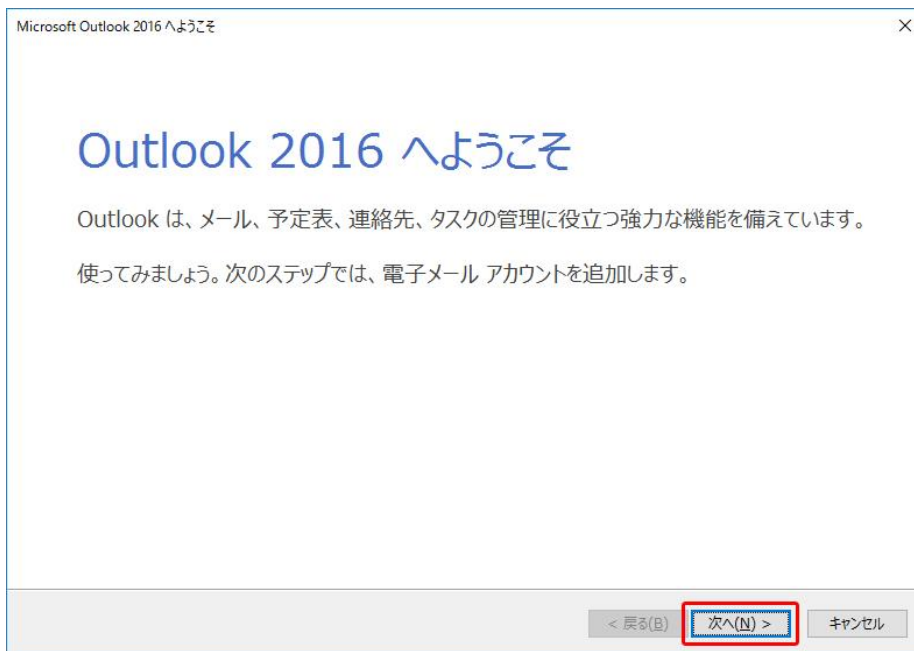 Microsoft Outlook 2016 へようこそ
Outlook 2016 へようこそ
Outlook は、メール、予定表、連絡先、タスクの管理に役立つ強力な機能を備えています。
使ってみましょう。次のステップでは、電子メール アカウントを追加します。
< 戻る(B) 次へ(N) > キャンセル